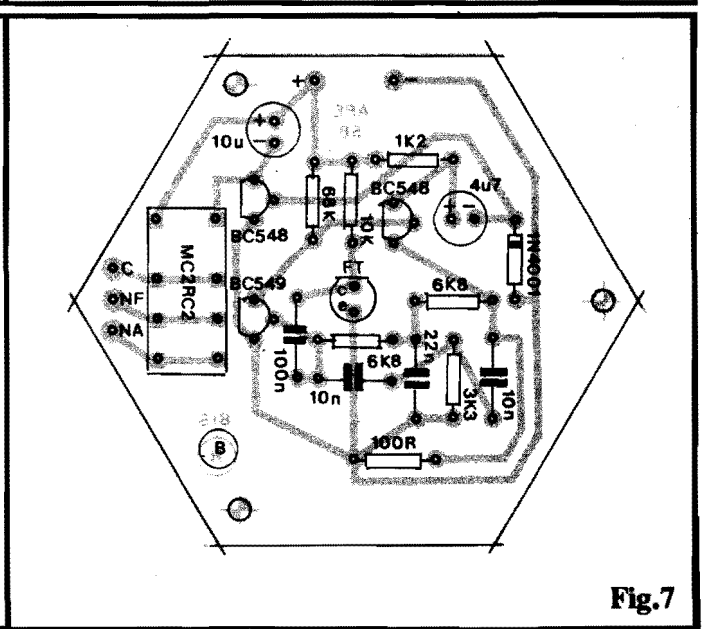 +
−
APE
+
−
10u
1K2
68K
10K
BC548
4u7
+ −
BC548
MC2RC2
1N4001
C
NF
NA
BC549
FT
C
e
6K8
100n
6K8
22n
10n
3K3
10n
100R
B
Fig.7